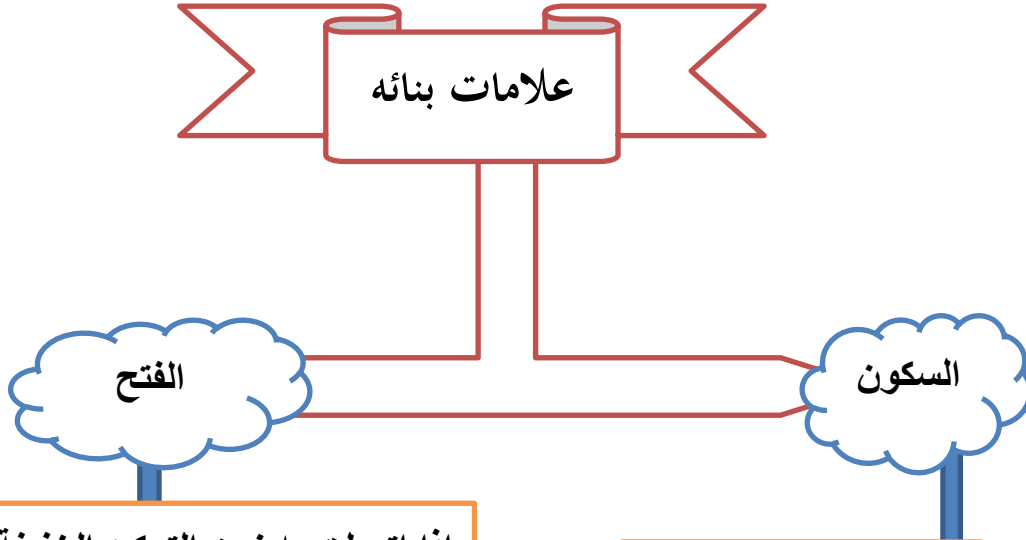 علامات بنائه
السكون
الفتح